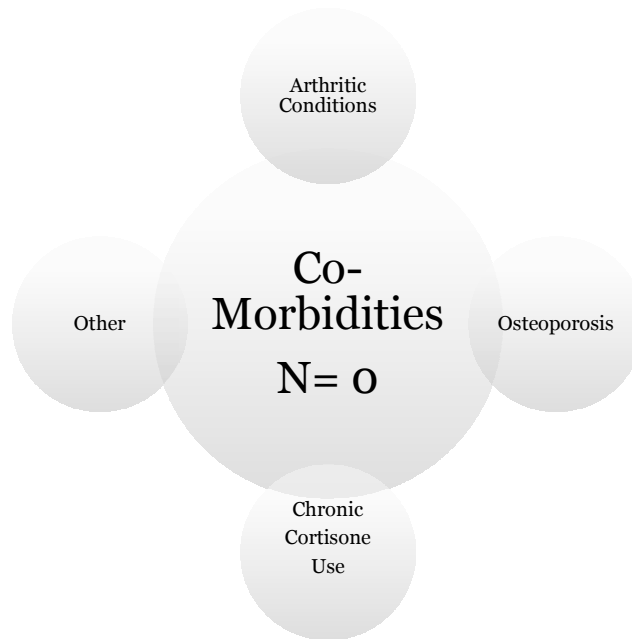 Arthritic
Conditions
Co-
Morbidities
N= 0
Other
Osteoporosis
Chronic
Cortisone
Use